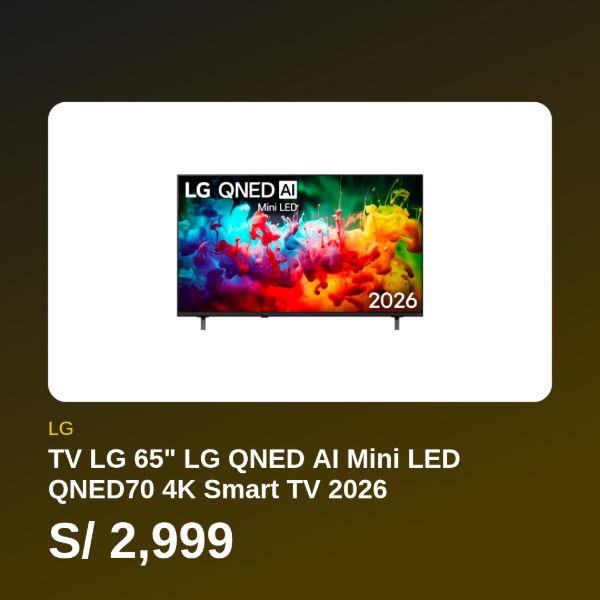 LG QNED AI
Mini LED
2026
LG
TV LG 65" LG QNED AI Mini LED
QNED70 4K Smart TV 2026
S/ 2,999